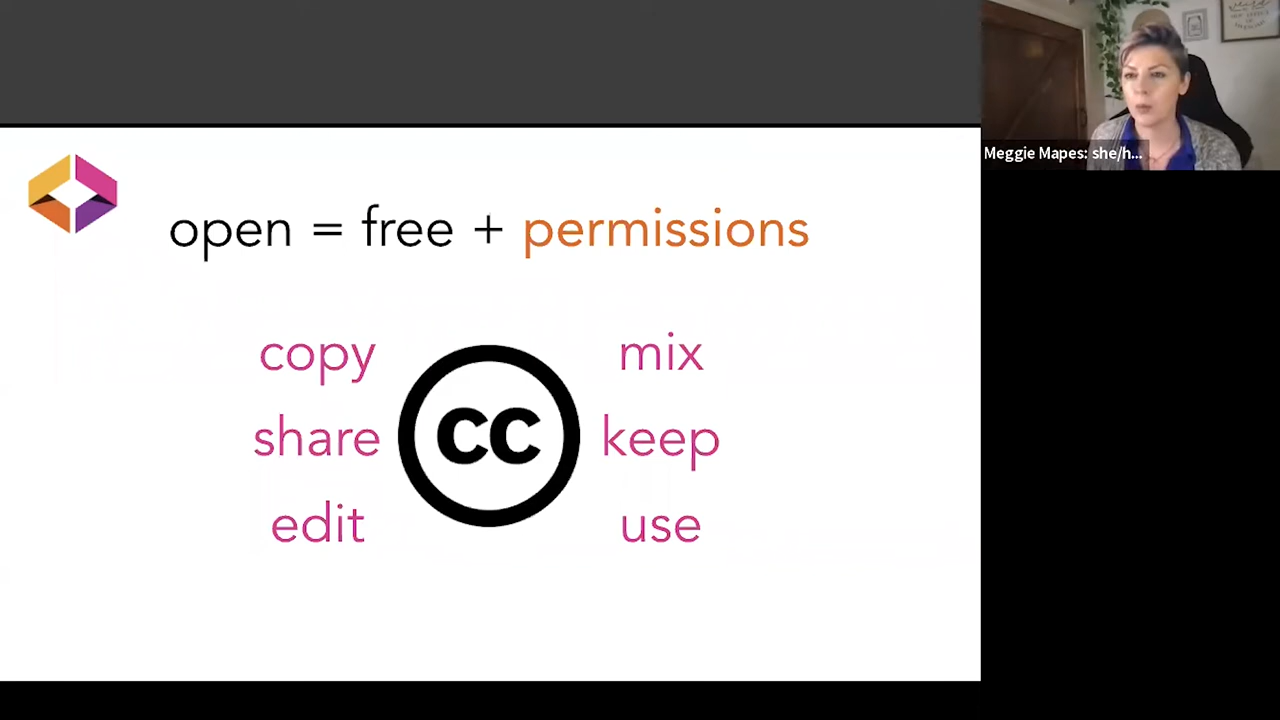 open = free + permissions
copy
share
edit
cc
mix
keep
use
Meggie Mapes: she/h...